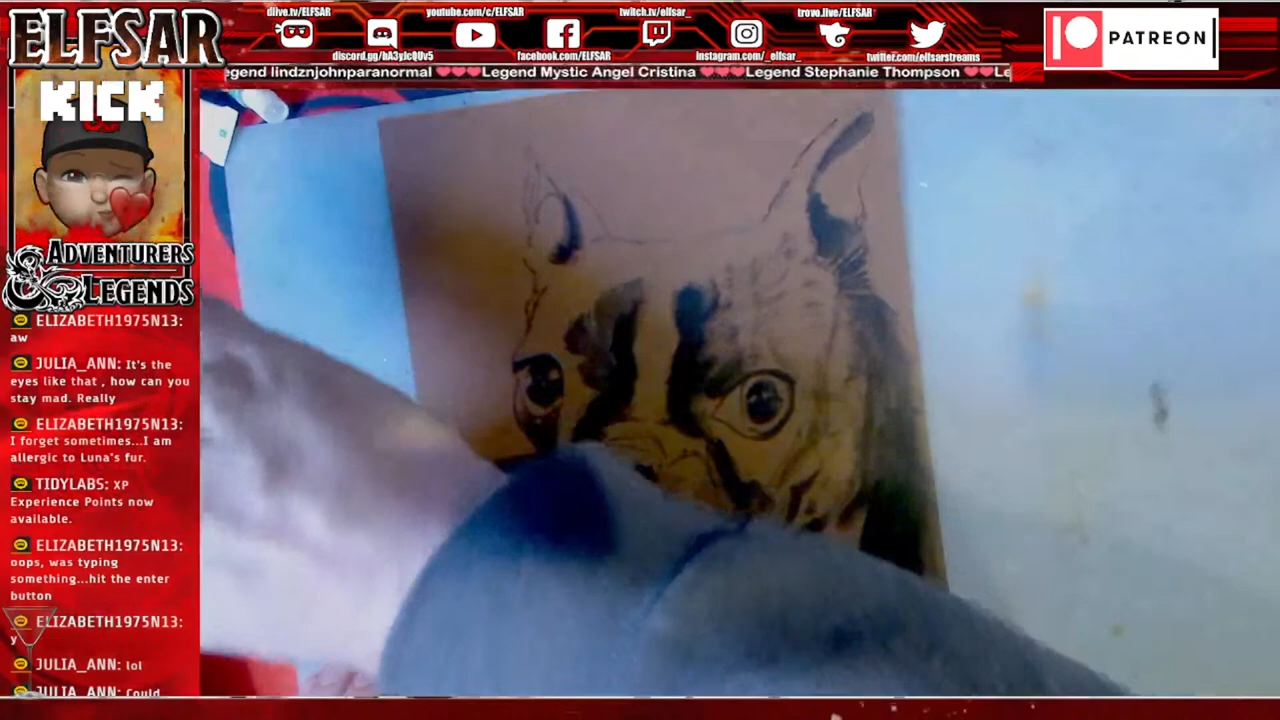 ELFSAR
dlive.tv/ELFSAR
discord.gg/hA3yJcQUv5
youtube.com/c/ELFSAR
facebook.com/ELFSAR
twitch.tv/elfsar_
instagram.com/_elfsar_
trovo.live/ELFSAR
twitter.com/elfsarstreams
PATREON
egend lindznjohnparanormal ❤❤❤Legend Mystic Angel Cristina ❤❤❤Legend Stephanie Thompson ❤❤Le
KICK
ADVENTURERS
& LEGENDS
ELIZABETH1975N13:
aw
JULIA_ANN: It's the
eyes like that , how can you
stay mad. Really
ELIZABETH1975N13:
I forget sometimes...I am
allergic to Luna's fur.
TIDYLABS: XP
Experience Points now
available.
ELIZABETH1975N13:
oops, was typing
something...hit the enter
button
ELIZABETH1975N13:
y
JULIA_ANN: lol
JULIA_ANN: Could